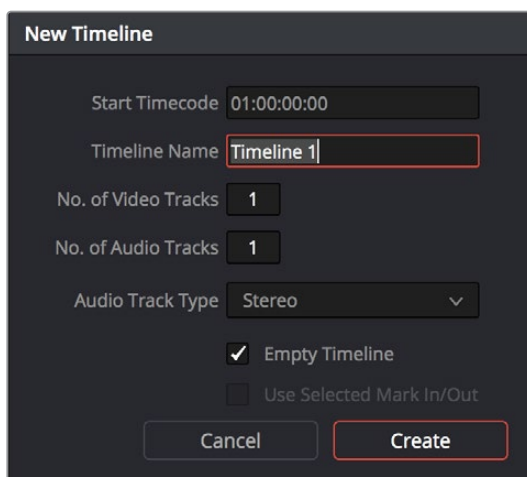 New Timeline
Start Timecode 01:00:00:00
Timeline Name Timeline 1
No. of Video Tracks 1
No. of Audio Tracks 1
Audio Track Type Stereo
Empty Timeline
Use Selected Mark In/Out
Cancel Create